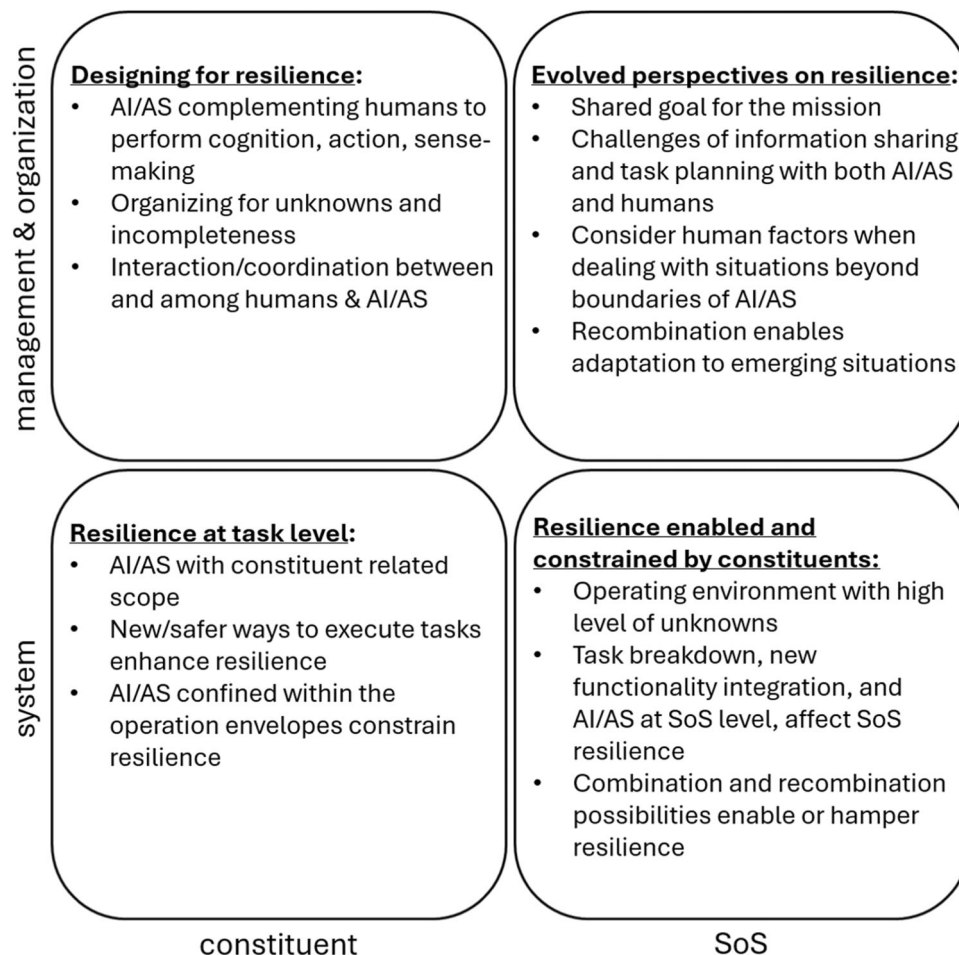 management & organization
Designing for resilience:
• AI/AS complementing humans to
perform cognition, action, sense-
making
• Organizing for unknowns and
incompleteness
• Interaction/coordination between
and among humans & AI/AS
Evolved perspectives on resilience:
• Shared goal for the mission
• Challenges of information sharing
and task planning with both AI/AS
and humans
• Consider human factors when
dealing with situations beyond
boundaries of AI/AS
• Recombination enables
adaptation to emerging situations
system
Resilience at task level:
• AI/AS with constituent related
scope
• New/safer ways to execute tasks
enhance resilience
• AI/AS confined within the
operation envelopes constrain
resilience
Resilience enabled and
constrained by constituents:
• Operating environment with high
level of unknowns
• Task breakdown, new
functionality integration, and
AI/AS at SoS level, affect SoS
resilience
• Combination and recombination
possibilities enable or hamper
resilience
constituent
SoS